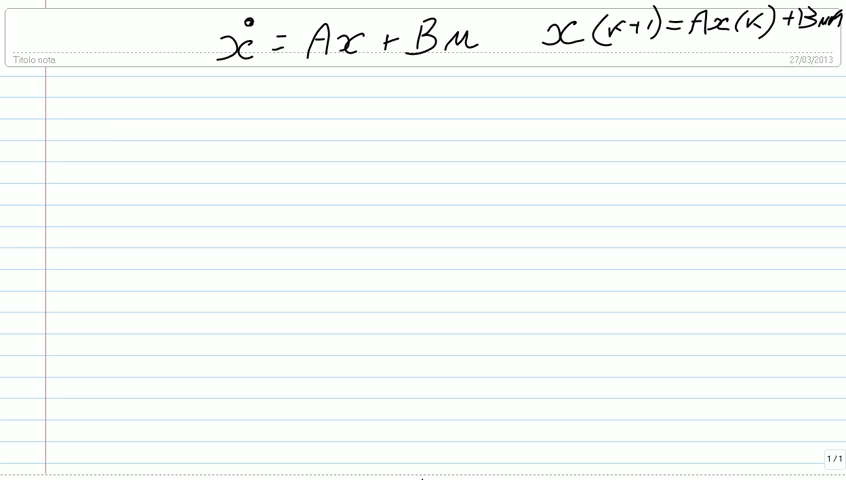 ẋ = Ax + Bu x(k+1) = Ax(k) + Bu
Titolo nota 27/03/2013
1/1